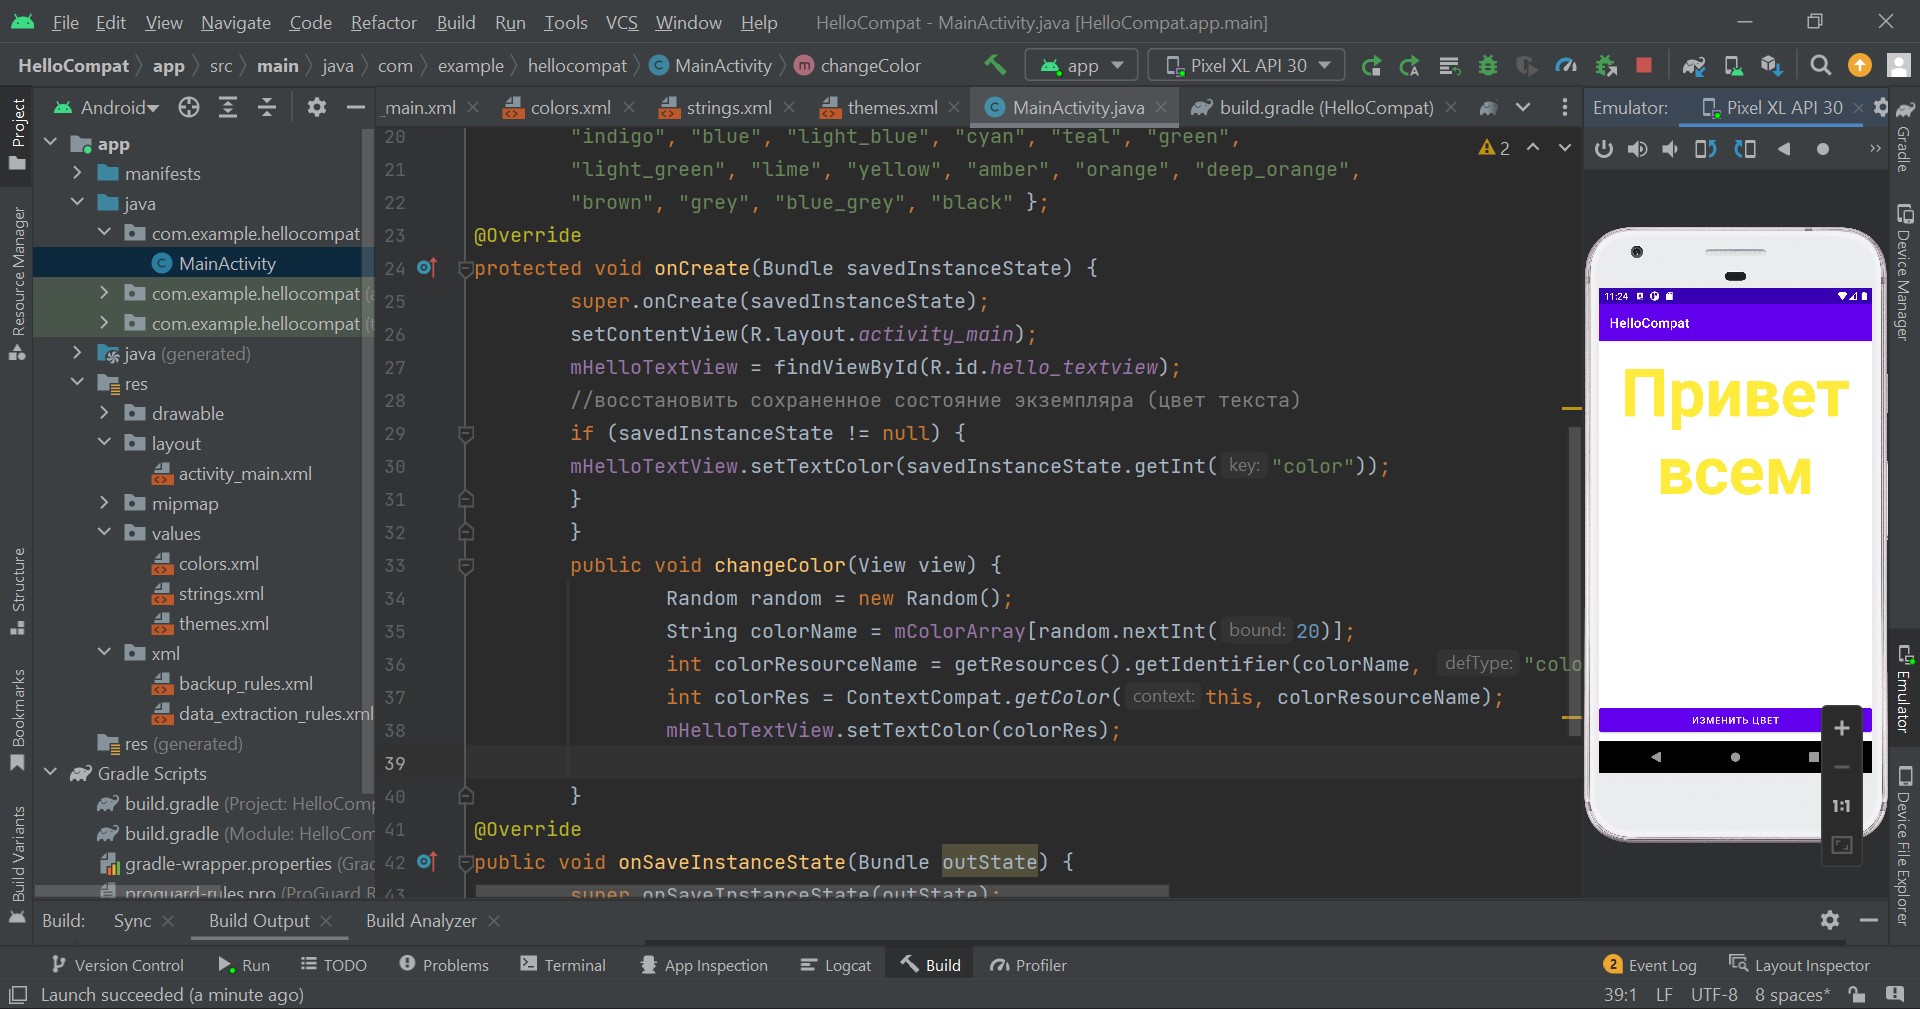 File Edit View Navigate Code Refactor Build Run Tools VCS Window Help HelloCompat - MainActivity.java [HelloCompat.app.main]
HelloCompat app src main java com example hellocompat MainActivity changeColor app Pixel XL API 30
Project
Resource Manager
Structure
Bookmarks
Build Variants
Android
app
manifests
java
com.example.hellocompat
MainActivity
com.example.hellocompat
com.example.hellocompat
java (generated)
res
drawable
layout
activity_main.xml
mipmap
values
colors.xml
strings.xml
themes.xml
xml
backup_rules.xml
data_extraction_rules.xml
res (generated)
Gradle Scripts
build.gradle (Project: HelloComp
build.gradle (Module: HelloCom
gradle-wrapper.properties (Grad
proguard-rules.pro (ProGuard R
_main.xml colors.xml strings.xml themes.xml MainActivity.java build.gradle (HelloCompat)
2
20 "indigo", "blue", "light_blue", "cyan", "teal", "green",
21 "light_green", "lime", "yellow", "amber", "orange", "deep_orange",
22 "brown", "grey", "blue_grey", "black" };
23 @Override
24 protected void onCreate(Bundle savedInstanceState) {
25 super.onCreate(savedInstanceState);
26 setContentView(R.layout.activity_main);
27 mHelloTextView = findViewById(R.id.hello_textview);
28 //восстановить сохраненное состояние экземпляра (цвет текста)
29 if (savedInstanceState != null) {
30 mHelloTextView.setTextColor(savedInstanceState.getInt( key: "color"));
31 }
32 }
33 public void changeColor(View view) {
34 Random random = new Random();
35 String colorName = mColorArray[random.nextInt( bound: 20)];
36 int colorResourceName = getResources().getIdentifier(colorName, defType: "colo
37 int colorRes = ContextCompat.getColor( context: this, colorResourceName);
38 mHelloTextView.setTextColor(colorRes);
39
40 }
41 @Override
42 public void onSaveInstanceState(Bundle outState) {
43 super.onSaveInstanceState(outState);
Emulator: Pixel XL API 30
11:24
HelloCompat
Привет
всем
ИЗМЕНИТЬ ЦВЕТ
1:1
Gradle
Device Manager
Emulator
Device File Explorer
Build: Sync Build Output Build Analyzer
Version Control Run TODO Problems Terminal App Inspection Logcat Build Profiler 2 Event Log Layout Inspector
Launch succeeded (a minute ago) 39:1 LF UTF-8 8 spaces*